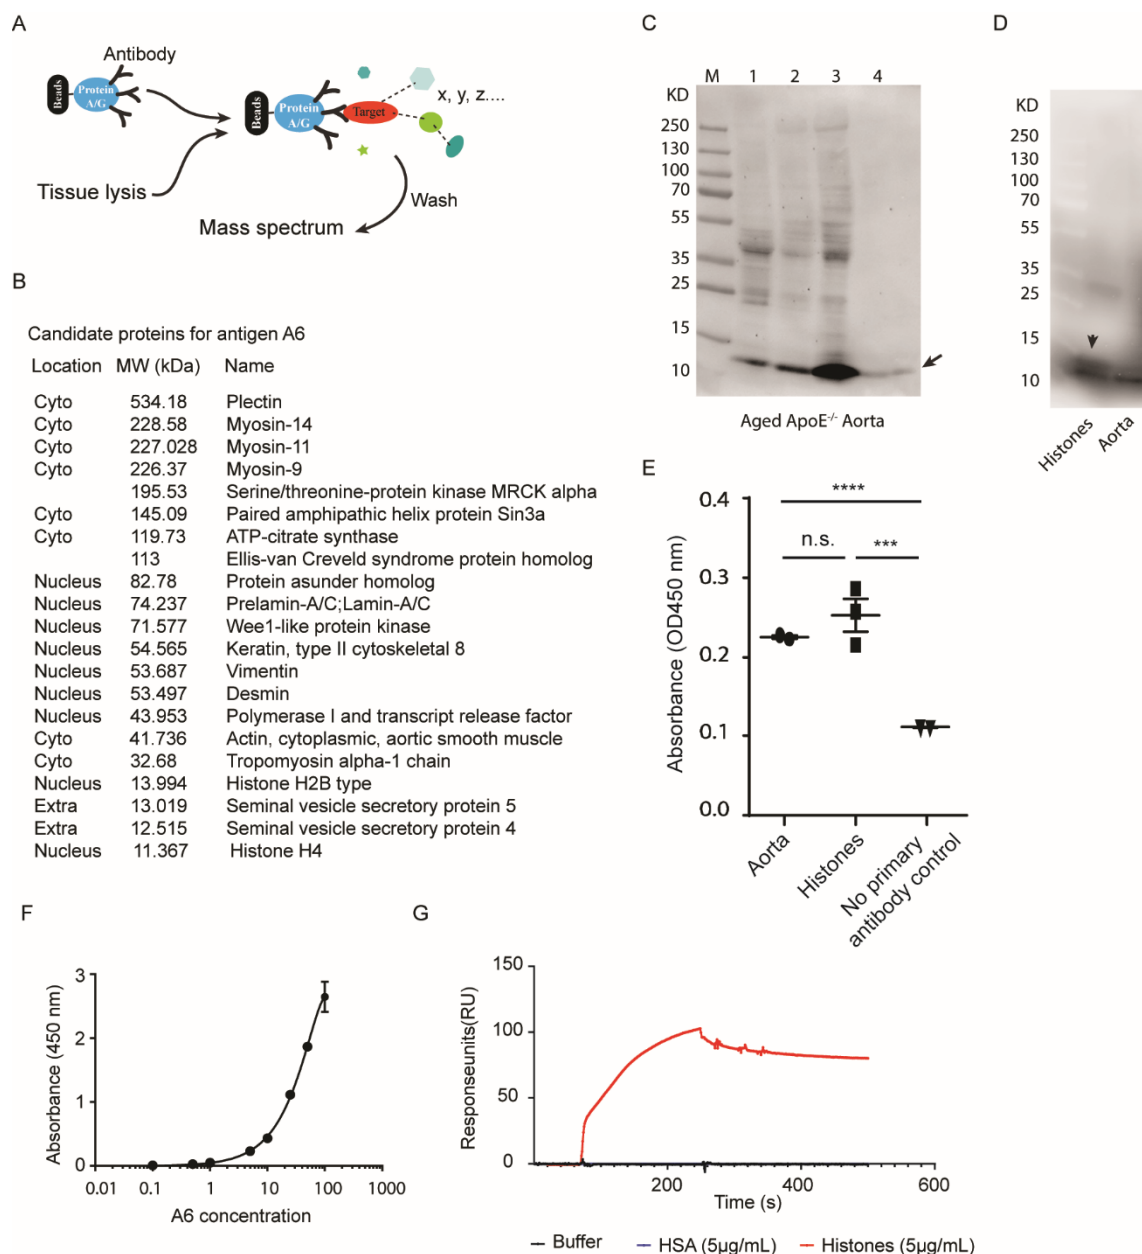 A
Antibody
Beads
Protein
A/G
Beads
Protein
A/G
Target
x, y, z....
Tissue lysis
Wash
Mass spectrum
B
Candidate proteins for antigen A6
Location MW (kDa) Name
Cyto 534.18 Plectin
Cyto 228.58 Myosin-14
Cyto 227.028 Myosin-11
Cyto 226.37 Myosin-9
195.53 Serine/threonine-protein kinase MRCK alpha
Cyto 145.09 Paired amphipathic helix protein Sin3a
Cyto 119.73 ATP-citrate synthase
113 Ellis-van Creveld syndrome protein homolog
Nucleus 82.78 Protein asunder homolog
Nucleus 74.237 Prelamin-A/C;Lamin-A/C
Nucleus 71.577 Wee1-like protein kinase
Nucleus 54.565 Keratin, type II cytoskeletal 8
Nucleus 53.687 Vimentin
Nucleus 53.497 Desmin
Nucleus 43.953 Polymerase I and transcript release factor
Cyto 41.736 Actin, cytoplasmic, aortic smooth muscle
Cyto 32.68 Tropomyosin alpha-1 chain
Nucleus 13.994 Histone H2B type
Extra 13.019 Seminal vesicle secretory protein 5
Extra 12.515 Seminal vesicle secretory protein 4
Nucleus 11.367 Histone H4
C
M 1 2 3 4
KD
250
130
100
70
55
35
25
15
10
Aged ApoE-/- Aorta
D
KD
250
130
100
70
55
35
25
15
10
Histones
Aorta
E
Absorbance (OD450 nm)
0.4
0.3
0.2
0.1
0.0
****
n.s.
***
Aorta
Histones
No primary
antibody control
F
Absorbance (450 nm)
3
2
1
0
0.01 0.1 1 10 100 1000
A6 concentration
G
Responseunits(RU)
150
100
50
0
200 400 600
Time (s)
Buffer HSA (5µg/mL) Histones (5µg/mL)